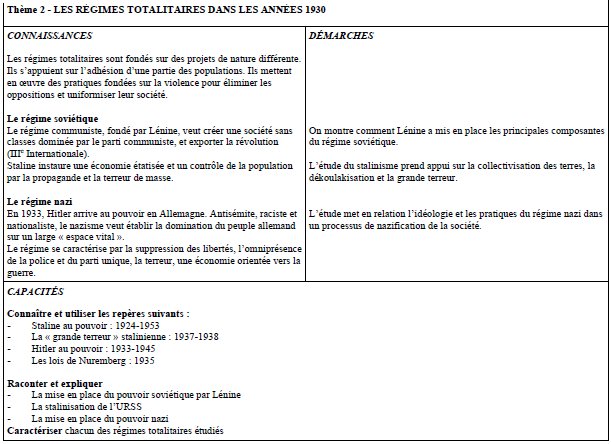 Thème 2 - LES RÉGIMES TOTALITAIRES DANS LES ANNÉES 1930
CONNAISSANCES
Les régimes totalitaires sont fondés sur des projets de nature différente.
Ils s'appuient sur l'adhésion d'une partie des populations. Ils mettent
en œuvre des pratiques fondées sur la violence pour éliminer les
oppositions et uniformiser leur société.
Le régime soviétique
Le régime communiste, fondé par Lénine, veut créer une société sans
classes dominée par le parti communiste, et exporter la révolution
(IIIe Internationale).
Staline instaure une économie étatisée et un contrôle de la population
par la propagande et la terreur de masse.
Le régime nazi
En 1933, Hitler arrive au pouvoir en Allemagne. Antisémite, raciste et
nationaliste, le nazisme veut établir la domination du peuple allemand
sur un large « espace vital ».
Le régime se caractérise par la suppression des libertés, l'omniprésence
de la police et du parti unique, la terreur, une économie orientée vers la
guerre.
DÉMARCHES
On montre comment Lénine a mis en place les principales composantes
du régime soviétique.
L'étude du stalinisme prend appui sur la collectivisation des terres, la
dékoulakisation et la grande terreur.
L'étude met en relation l'idéologie et les pratiques du régime nazi dans
un processus de nazification de la société.
CAPACITÉS
Connaître et utiliser les repères suivants :
- Staline au pouvoir : 1924-1953
- La « grande terreur » stalinienne : 1937-1938
- Hitler au pouvoir : 1933-1945
- Les lois de Nuremberg : 1935
Raconter et expliquer
- La mise en place du pouvoir soviétique par Lénine
- La stalinisation de l'URSS
- La mise en place du pouvoir nazi
Caractériser chacun des régimes totalitaires étudiés